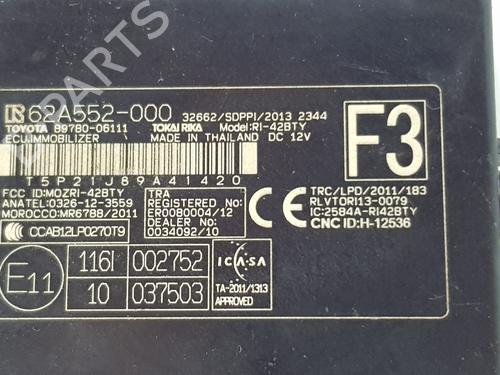 62A552-000 32662/SDPPI/2013 2344
TOYOTA 89780-06111 TOKAI RIKA Model:RI-42BTY
ECU,IMMOBILIZER MADE IN THAILAND DC 12V
F3
T5P21J89A41420
FCC ID:MOZRI-42BTY
Anatano:0326-12-3559
MOROCCO:MR6788/2011
CCAB12LP0270T9
TRA
REGISTERED No:
ER0080004/12
DEALER No:
0034092/10
CE
TRC/LPD/2011/183
RLVTORI13-0079
IC:2584A-RI42BTY
CNC ID:H-12536
E11
116I 002752
10 037503
ICASA
TA-2011/1313
APPROVED
PARTS